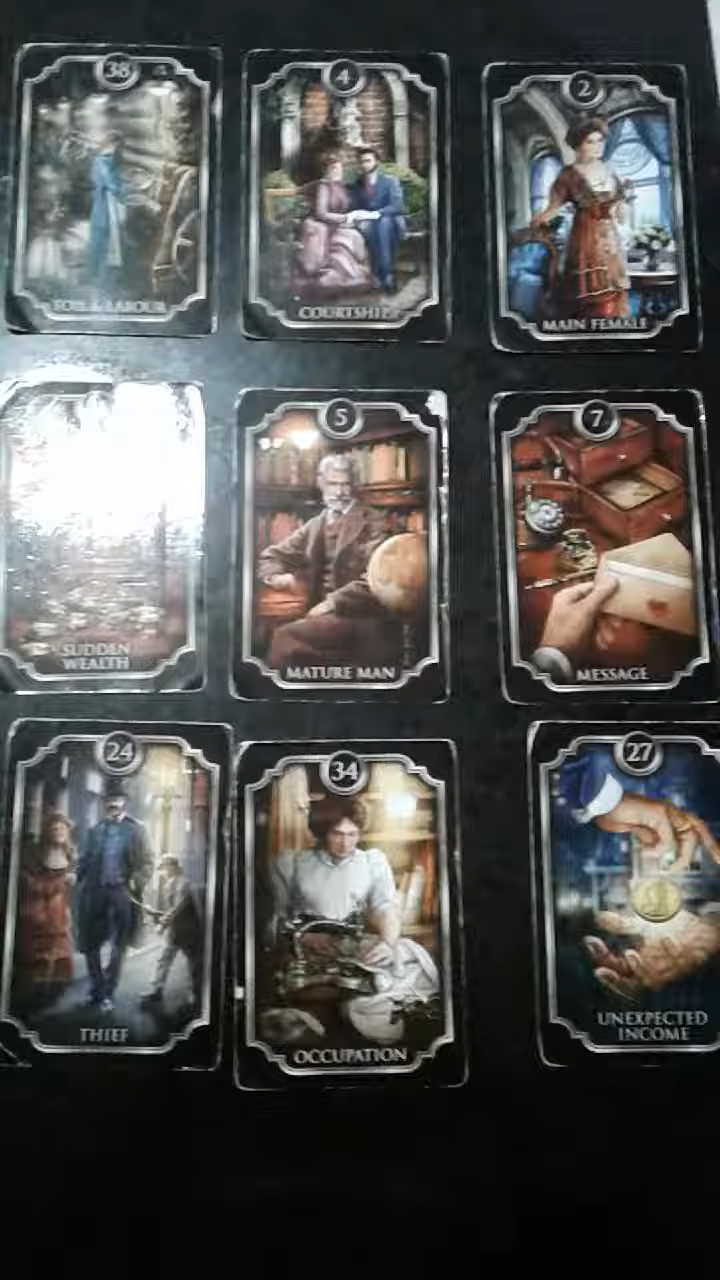 38
4
2
TOIL & LABOUR
COURTSHIP
MAIN FEMALE
5
7
SUDDEN
WEALTH
MATURE MAN
MESSAGE
24
34
27
THIEF
OCCUPATION
UNEXPECTED
INCOME